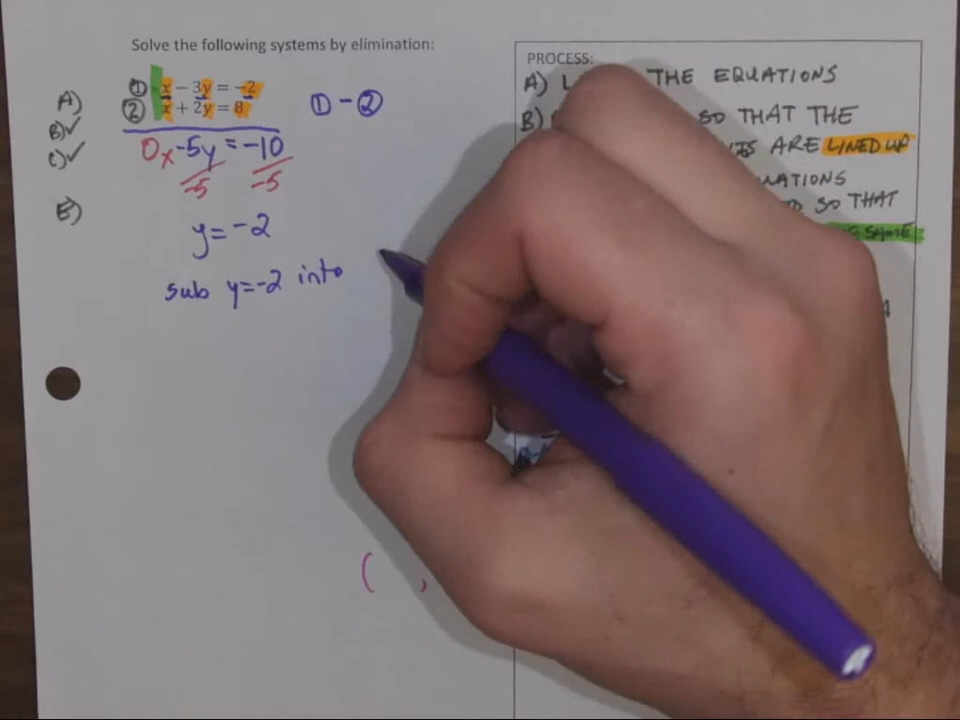 Solve the following systems by elimination:
① x − 3y = −2
② x + 2y = 8
① - ②
A)
B)✓
C)✓
0x -5y = -10
-5 -5
E)
y = -2
sub y=-2 into
( ,
PROCESS:
A) THE EQUATIONS
B) SO THAT THE
ARE LINED UP
SO THAT
SAME